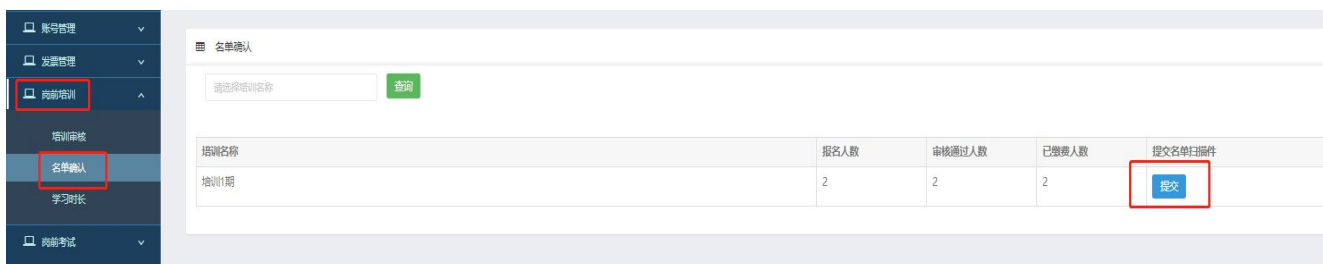 账号管理
发票管理
岗前培训
培训审核
名单确认
学习时长
岗前考试
名单确认
请选择培训名称 查询
培训名称 报名人数 审核通过人数 已缴费人数 提交名单扫描件
培训1期 2 2 2 提交